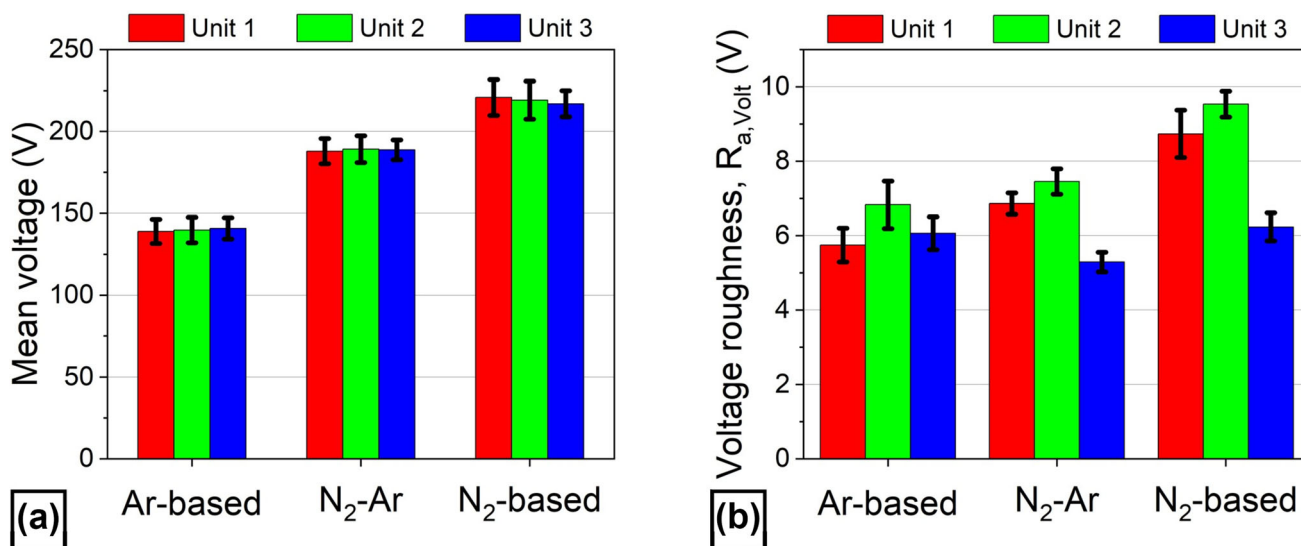 Unit 1 Unit 2 Unit 3
250
200
150
100
50
0
Mean voltage (V)
Ar-based N₂-Ar N₂-based
(a)
Unit 1 Unit 2 Unit 3
10
8
6
4
2
0
Voltage roughness, Rₐ,Volt (V)
Ar-based N₂-Ar N₂-based
(b)